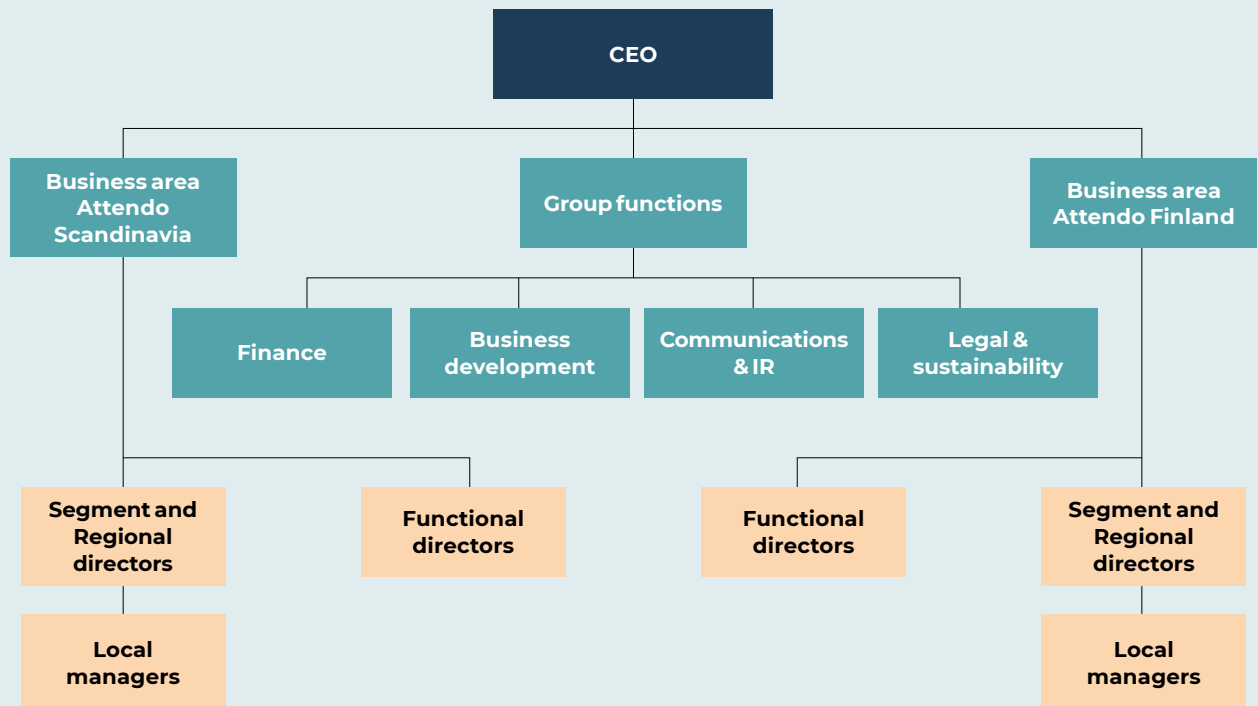 CEO
Business area
Attendo
Scandinavia
Group functions
Business area
Attendo Finland
Finance
Business
development
Communications
& IR
Legal &
sustainability
Segment and
Regional
directors
Functional
directors
Functional
directors
Segment and
Regional
directors
Local
managers
Local
managers